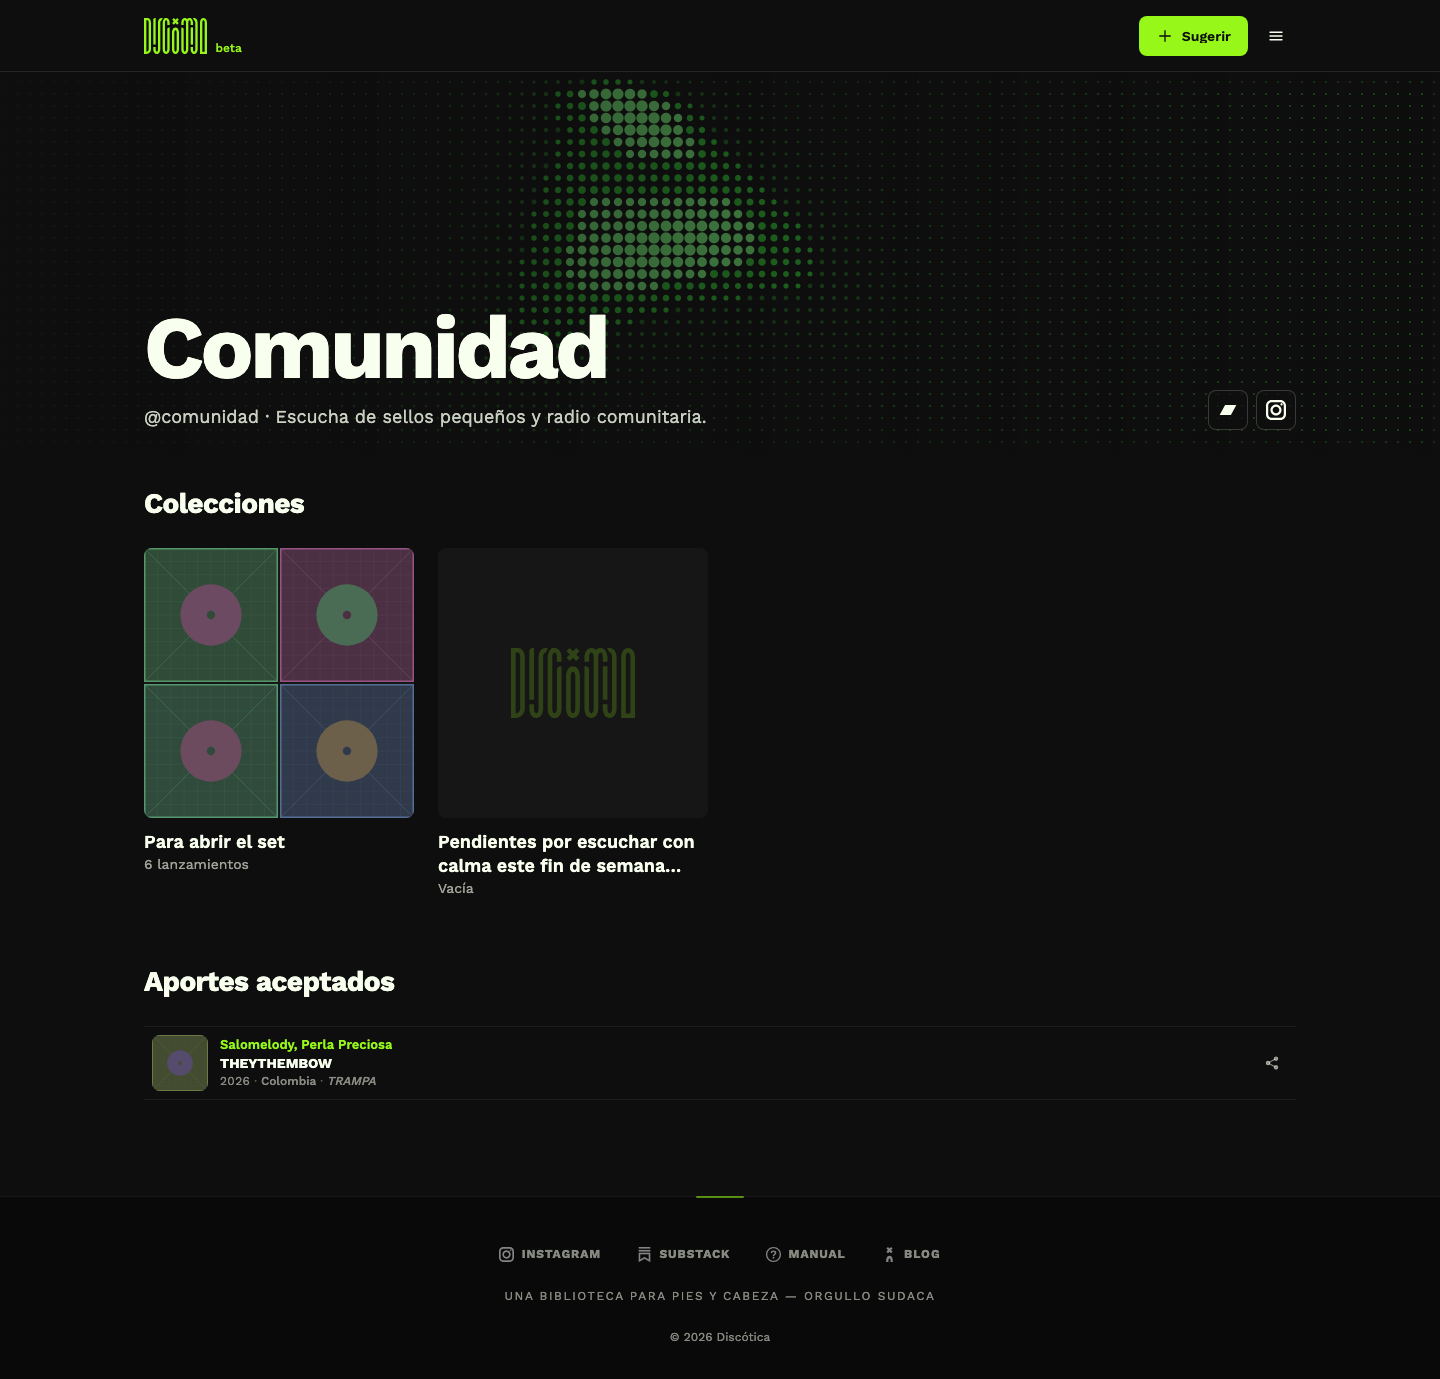 DISCÓTICA beta
Sugerir
Comunidad
@comunidad · Escucha de sellos pequeños y radio comunitaria.
Colecciones
Para abrir el set
6 lanzamientos
Pendientes por escuchar con
calma este fin de semana...
Vacía
Aportes aceptados
Salomelody, Perla Preciosa
THEYTHEMBOW
2026 · Colombia · TRAMPA
INSTAGRAM
SUBSTACK
MANUAL
BLOG
UNA BIBLIOTECA PARA PIES Y CABEZA — ORGULLO SUDACA
© 2026 Discótica